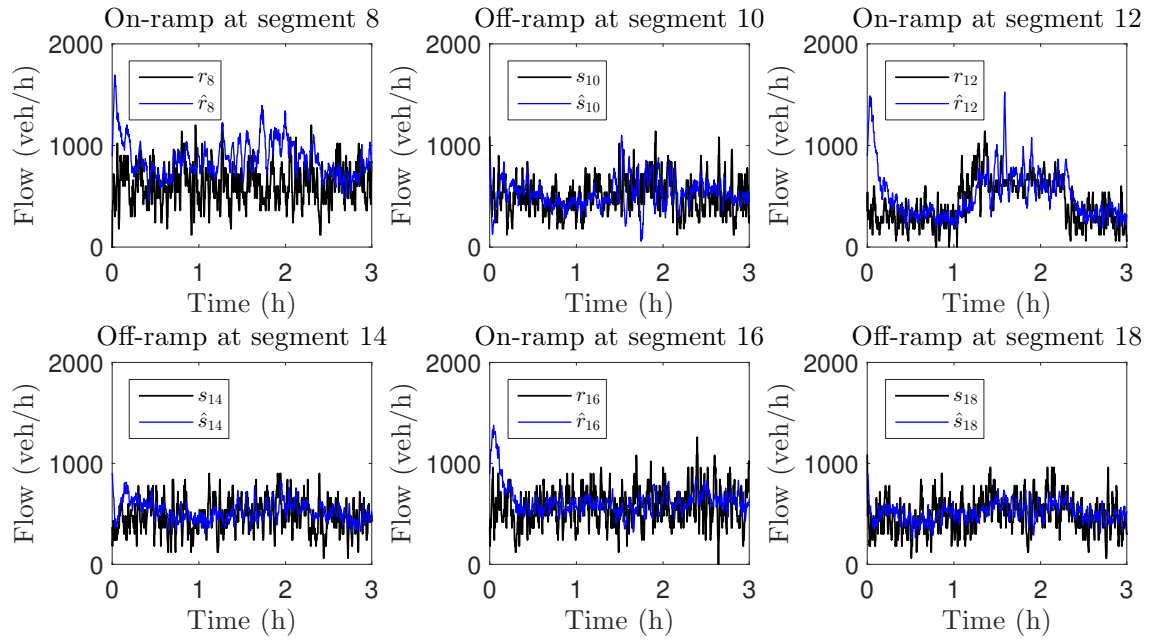 On-ramp at segment 8
Off-ramp at segment 10
On-ramp at segment 12
2000
1000
0
Flow (veh/h)
r8
r̂8
0 1 2 3
Time (h)
2000
1000
0
Flow (veh/h)
s10
ŝ10
0 1 2 3
Time (h)
2000
1000
0
Flow (veh/h)
r12
r̂12
0 1 2 3
Time (h)
Off-ramp at segment 14
On-ramp at segment 16
Off-ramp at segment 18
2000
1000
0
Flow (veh/h)
s14
ŝ14
0 1 2 3
Time (h)
2000
1000
0
Flow (veh/h)
r16
r̂16
0 1 2 3
Time (h)
2000
1000
0
Flow (veh/h)
s18
ŝ18
0 1 2 3
Time (h)